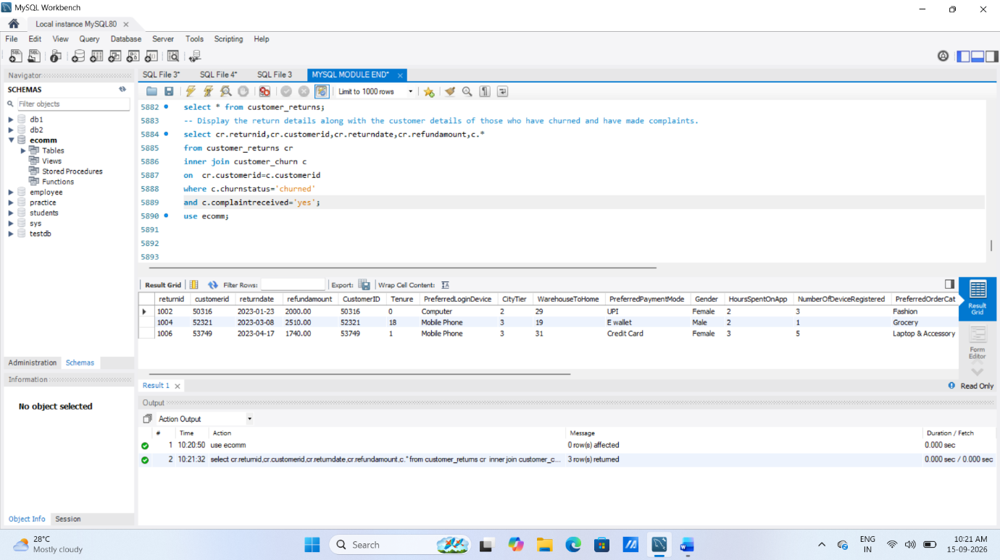 MySQL Workbench
Local instance MySQL80
File Edit View Query Database Server Tools Scripting Help
Navigator
SCHEMAS
Filter objects
db1
db2
ecomm
Tables
Views
Stored Procedures
Functions
employee
practice
students
sys
testdb
Administration Schemas
Information
No object selected
Object Info Session
SQL File 3* SQL File 4* SQL File 3 MYSQL MODULE END*
Limit to 1000 rows
5882 select * from customer_returns;
5883 -- Display the return details along with the customer details of those who have churned and have made complaints.
5884 select cr.returnid,cr.customerid,cr.returndate,cr.refundamount,c.*
5885 from customer_returns cr
5886 inner join customer_churn c
5887 on cr.customerid=c.customerid
5888 where c.churnstatus='churned'
5889 and c.complaintreceived='yes';
5890 use ecomm;
5891
5892
5893
Result Grid Filter Rows: Export: Wrap Cell Content:
returnid customerid returndate refundamount CustomerID Tenure PreferredLoginDevice CityTier WarehouseToHome PreferredPaymentMode Gender HoursSpentOnApp NumberOfDeviceRegistered PreferredOrderCat
1002 50316 2023-01-23 2000.00 50316 0 Computer 2 29 UPI Female 2 3 Fashion
1004 52321 2023-03-08 2510.00 52321 18 Mobile Phone 3 19 E wallet Male 2 1 Grocery
1006 53749 2023-04-17 1740.00 53749 1 Mobile Phone 3 31 Credit Card Female 3 5 Laptop & Accessory
Result
Grid
Form
Editor
Result 1
Read Only
Output
Action Output
# Time Action Message Duration / Fetch
1 10:20:50 use ecomm 0 row(s) affected 0.000 sec
2 10:21:32 select cr.returnid,cr.customerid,cr.returndate,cr.refundamount,c.* from customer_returns cr inner join customer_c... 3 row(s) returned 0.000 sec / 0.000 sec
28°C
Mostly cloudy
Search
ENG
IN
10:21 AM
15-09-2026